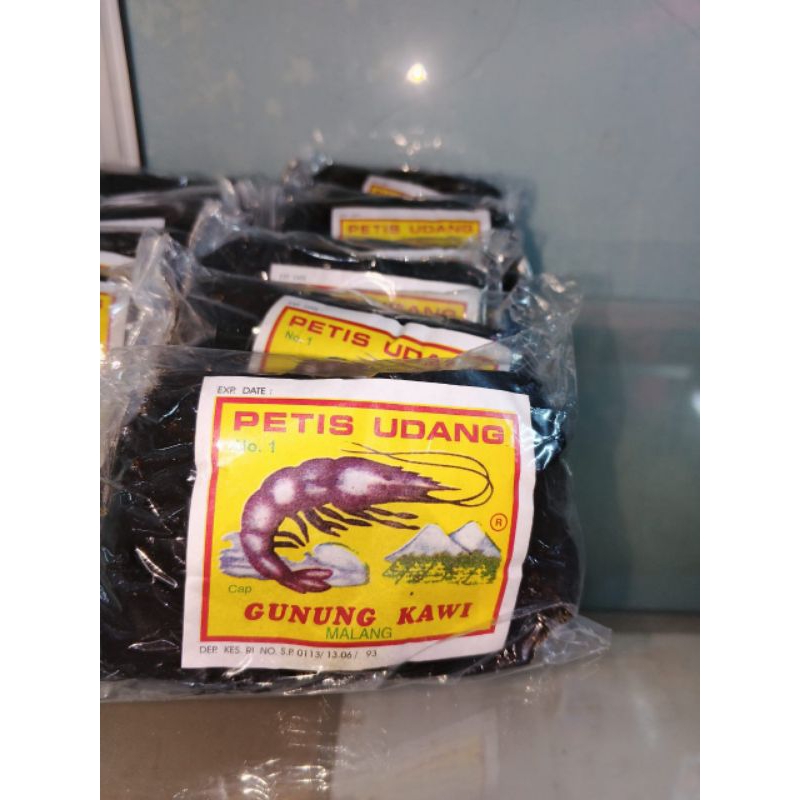 PETIS UDANG
PETIS UDANG
No. 1
EXP. DATE :
PETIS UDANG
No. 1
®
Cap
GUNUNG KAWI
MALANG
DEP. KES. RI NO. S.P. 0113/ 13.06 / 93